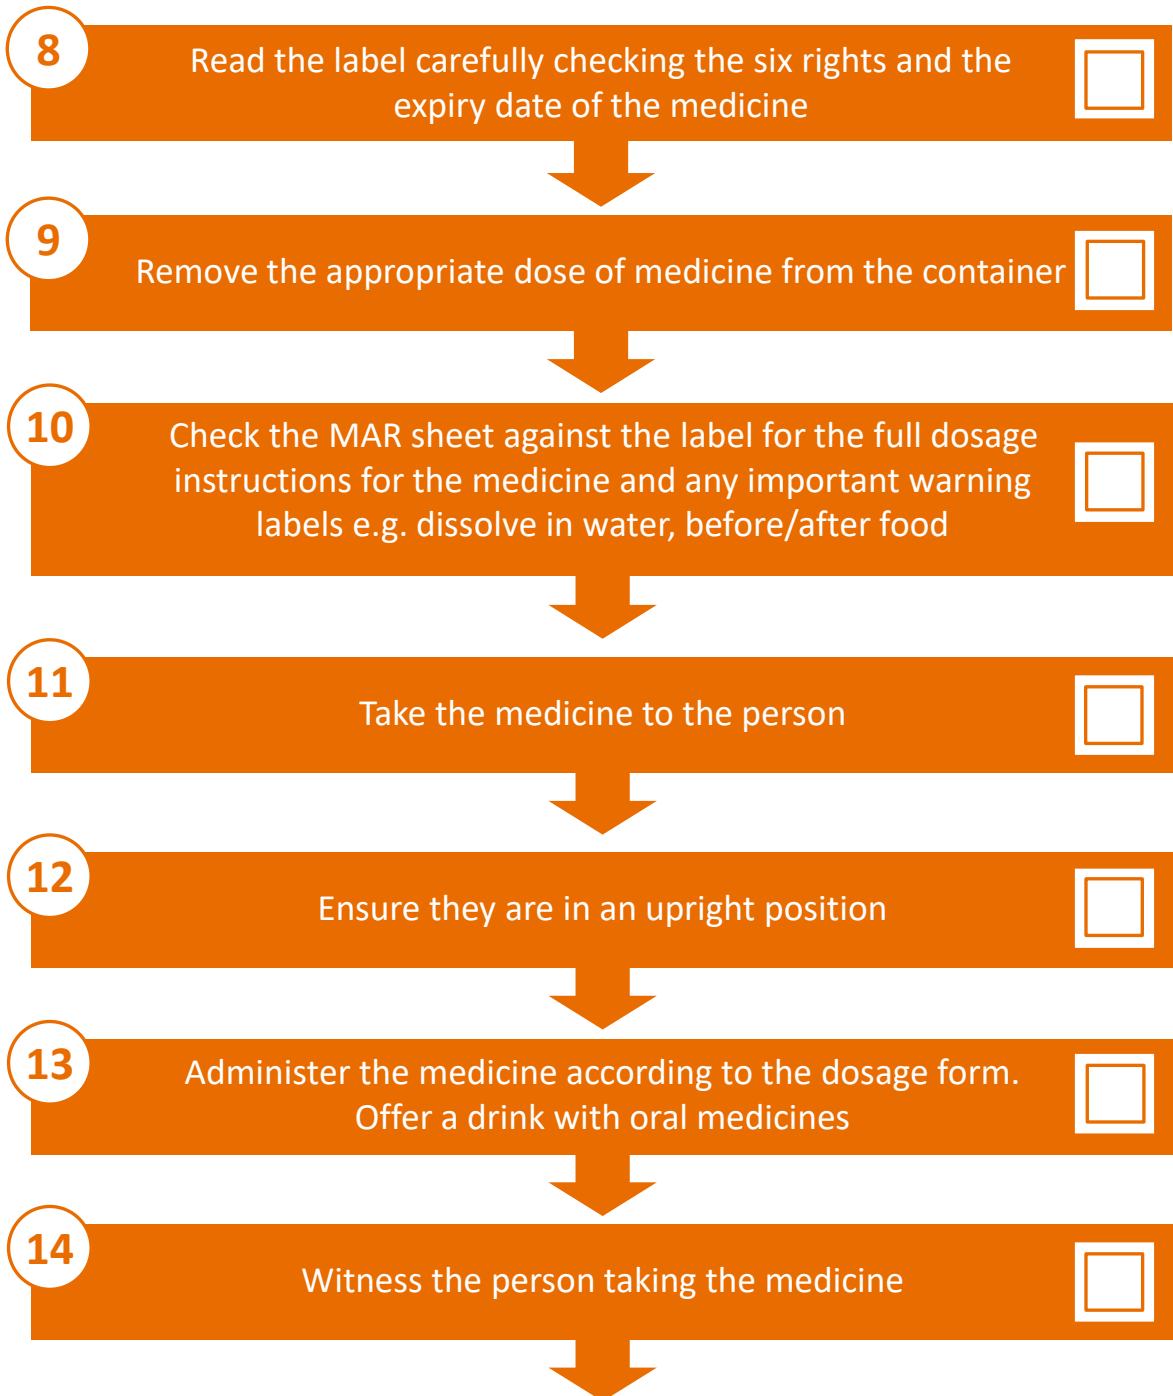 8
Read the label carefully checking the six rights and the
expiry date of the medicine
9
Remove the appropriate dose of medicine from the container
10
Check the MAR sheet against the label for the full dosage
instructions for the medicine and any important warning
labels e.g. dissolve in water, before/after food
11
Take the medicine to the person
12
Ensure they are in an upright position
13
Administer the medicine according to the dosage form.
Offer a drink with oral medicines
14
Witness the person taking the medicine